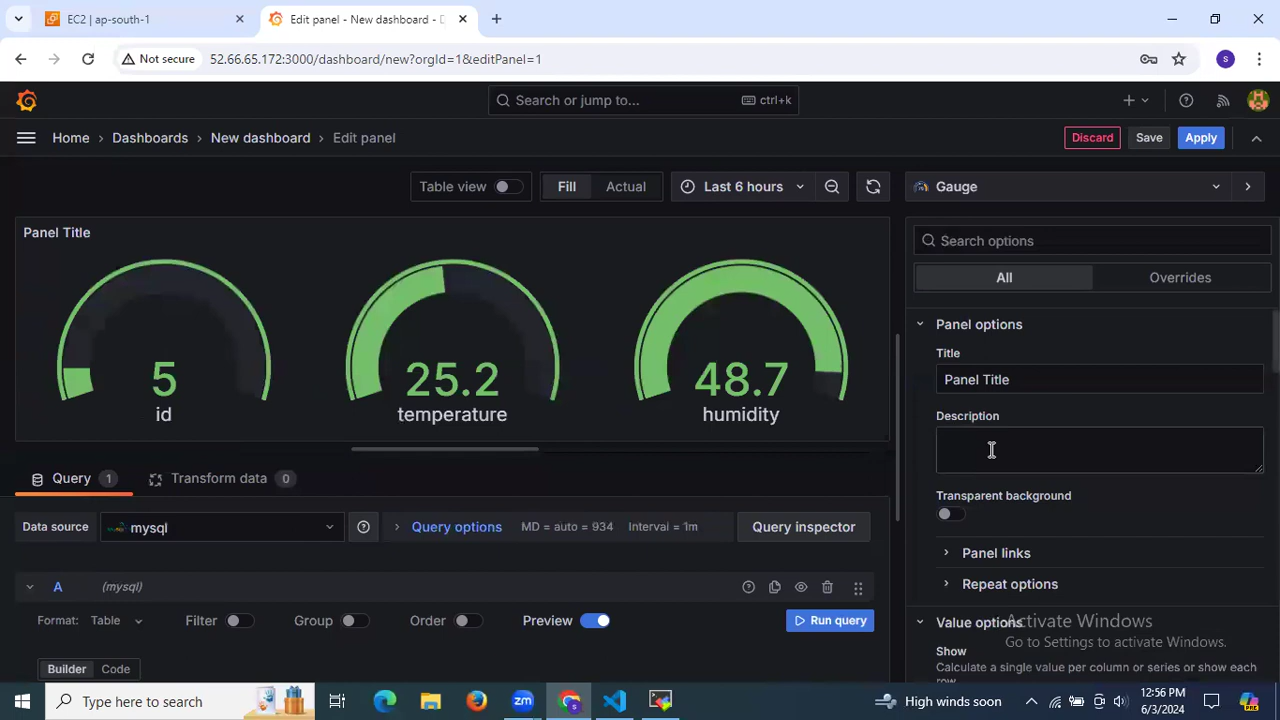 EC2 | ap-south-1
Edit panel - New dashboard -
Not secure
52.66.65.172:3000/dashboard/new?orgId=1&editPanel=1
s
Search or jump to...
ctrl+k
Home
Dashboards
New dashboard
Edit panel
Discard
Save
Apply
Table view
Fill
Actual
Last 6 hours
Gauge
Panel Title
5
id
25.2
temperature
48.7
humidity
Search options
All
Overrides
Panel options
Title
Panel Title
Description
Transparent background
Panel links
Repeat options
Value options
Show
Calculate a single value per column or series or show each
Query 1
Transform data 0
Data source
mysql
Query options
MD = auto = 934
Interval = 1m
Query inspector
A
(mysql)
Format:
Table
Filter
Group
Order
Preview
Run query
Builder
Code
Activate Windows
Go to Settings to activate Windows.
Type here to search
zm
High winds soon
12:56 PM
6/3/2024
PRE